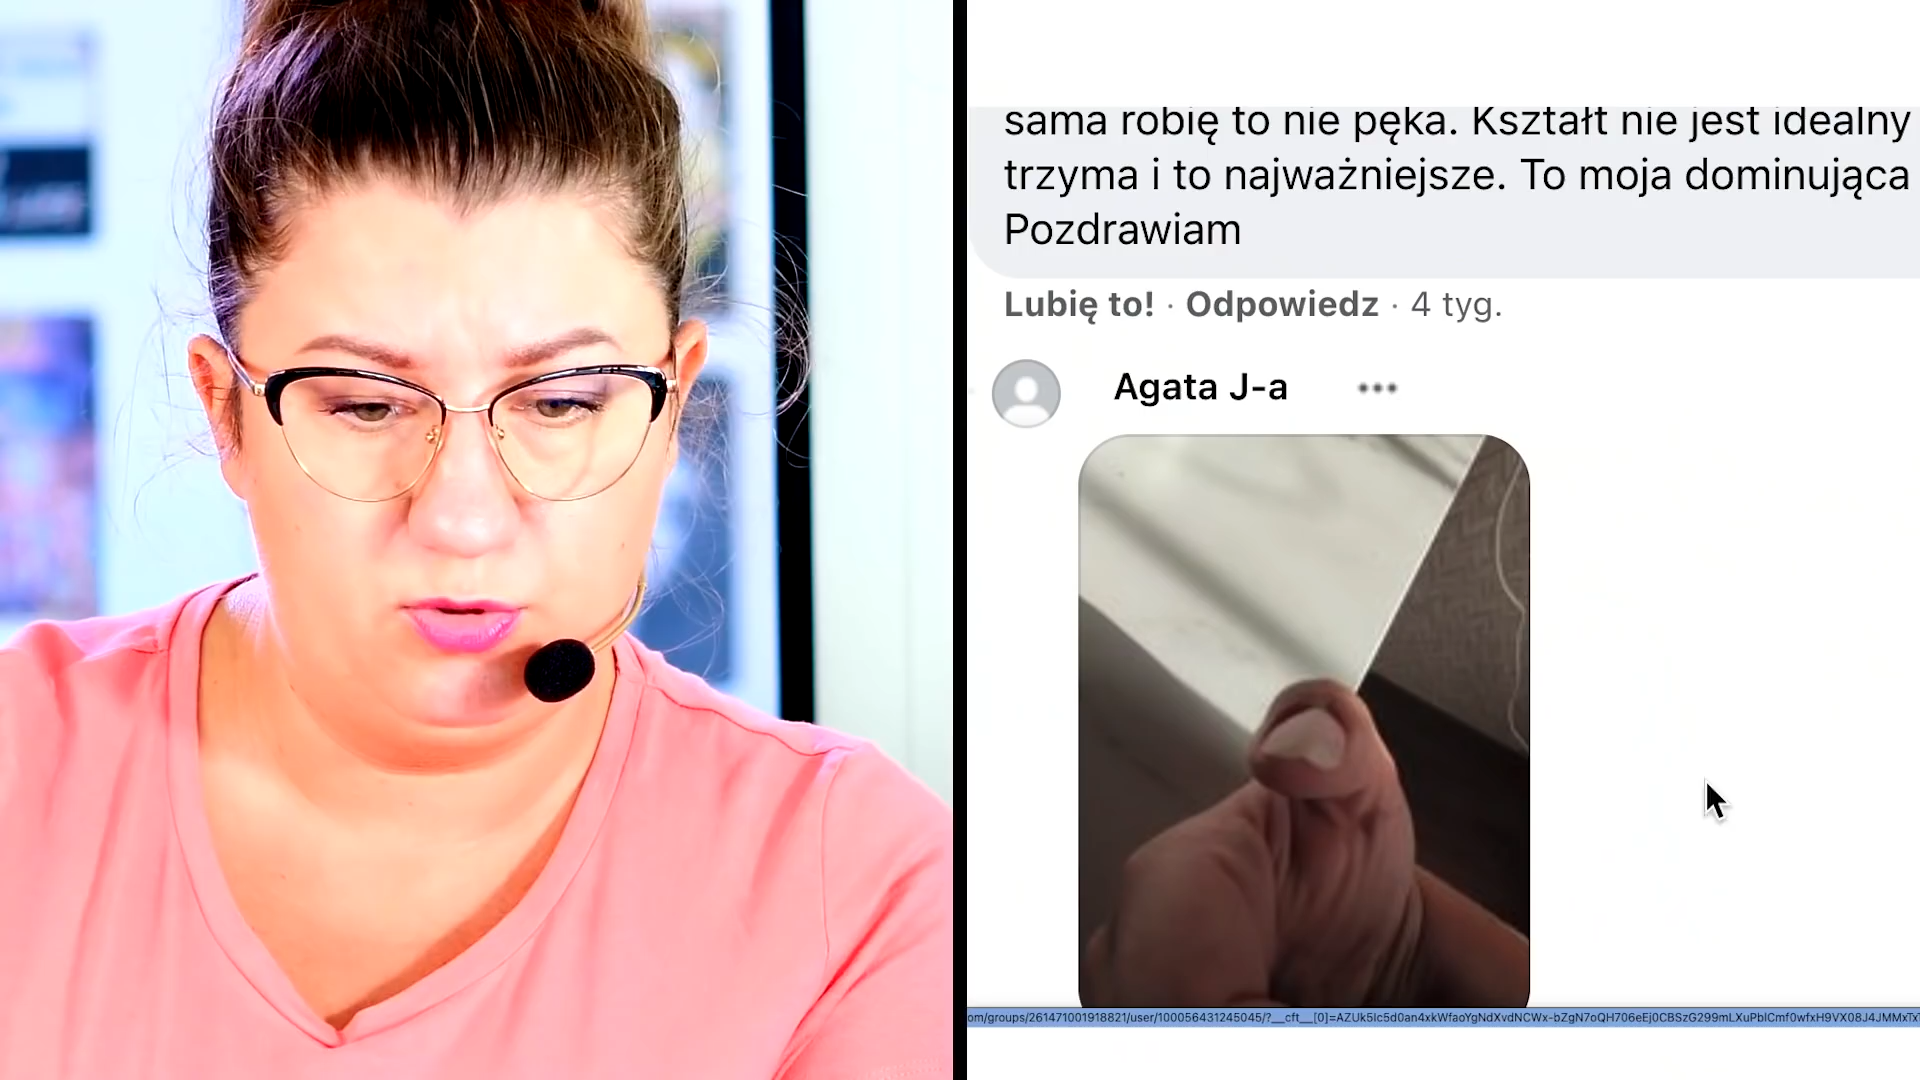 sama robię to nie pęka. Kształt nie jest idealny
trzyma i to najważniejsze. To moja dominująca
Pozdrawiam
Lubię to! · Odpowiedz · 4 tyg.
Agata J-a